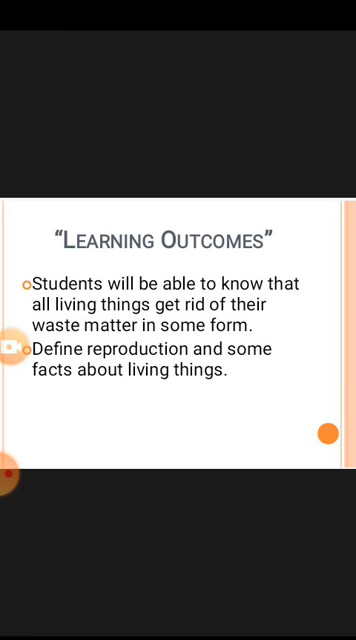 “LEARNING OUTCOMES”
Students will be able to know that
all living things get rid of their
waste matter in some form.
Define reproduction and some
facts about living things.